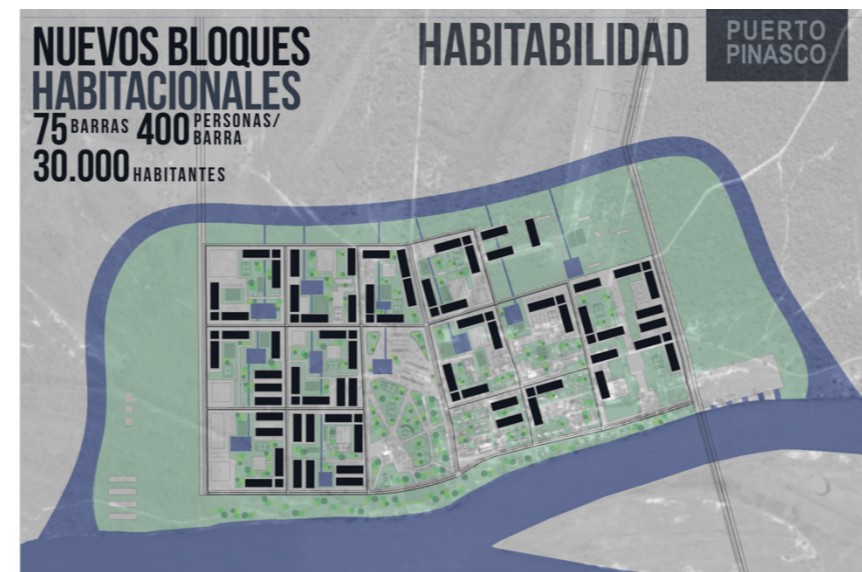 NUEVOS BLOQUES
HABITACIONALES
75 BARRAS 400 PERSONAS/
BARRA
30.000 HABITANTES
HABITABILIDAD
PUERTO
PINASCO